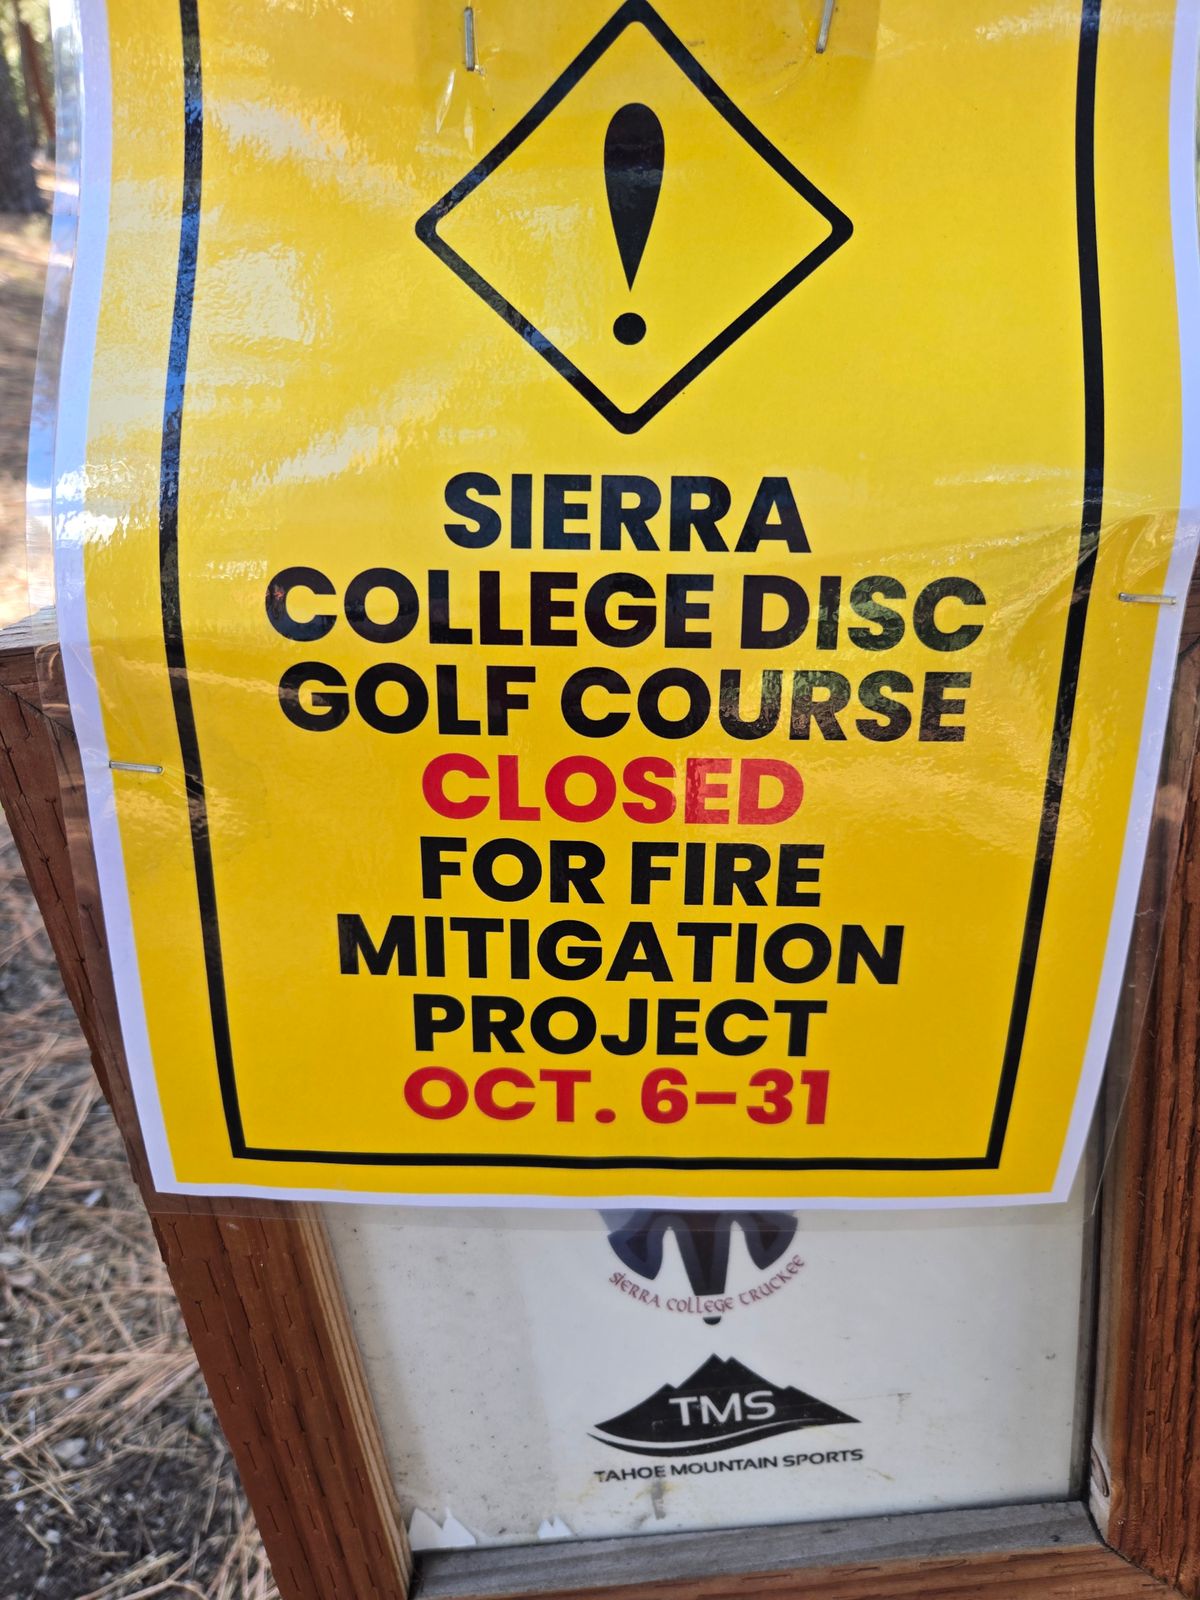 !
SIERRA
COLLEGE DISC
GOLF COURSE
CLOSED
FOR FIRE
MITIGATION
PROJECT
OCT. 6-31
SIERRA COLLEGE TRUCKEE
TMS
TAHOE MOUNTAIN SPORTS